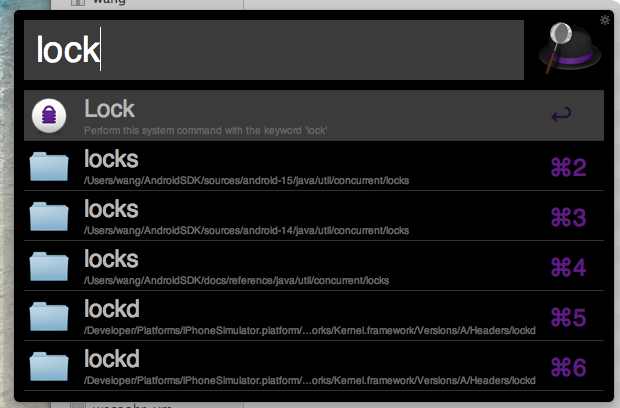 wang
lock
Lock
Perform this system command with the keyword 'lock'
locks
/Users/wang/AndroidSDK/sources/android-15/java/util/concurrent/locks
⌘2
locks
/Users/wang/AndroidSDK/sources/android-14/java/util/concurrent/locks
⌘3
locks
/Users/wang/AndroidSDK/docs/reference/java/util/concurrent/locks
⌘4
lockd
/Developer/Platforms/iPhoneSimulator.platform/...orks/Kernel.framework/Versions/A/Headers/lockd
⌘5
lockd
/Developer/Platforms/iPhoneSimulator.platform/...orks/Kernel.framework/Versions/A/Headers/lockd
⌘6